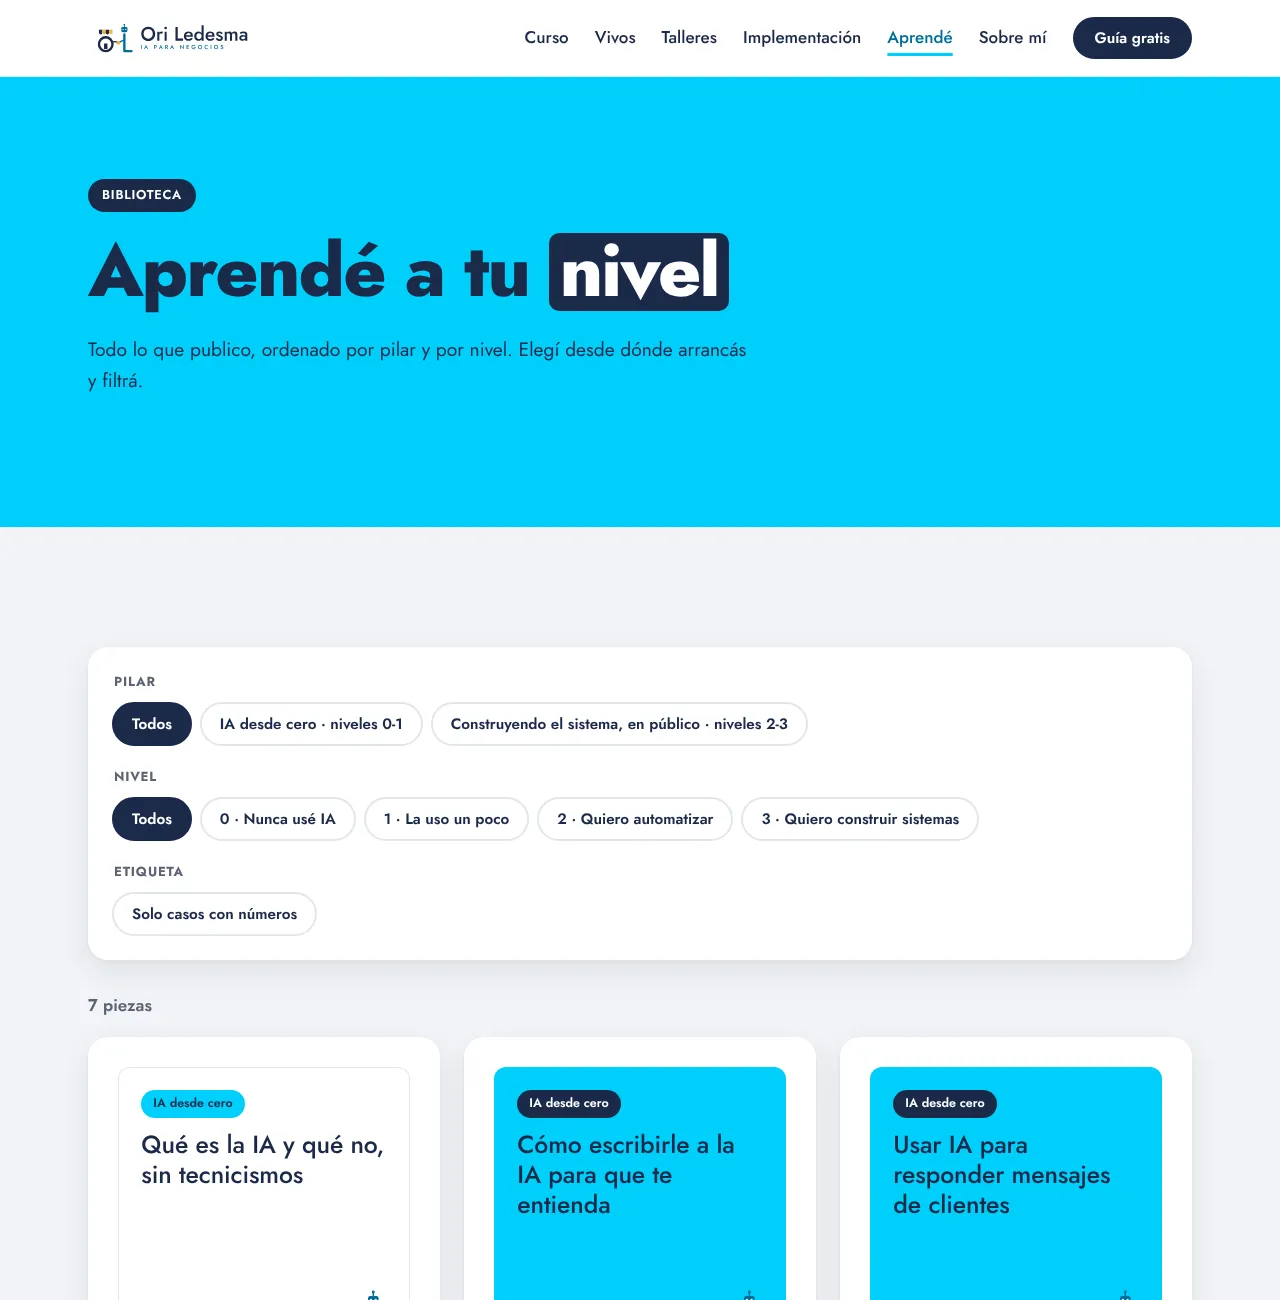 Ori Ledesma
IA PARA NEGOCIOS
Curso
Vivos
Talleres
Implementación
Aprendé
Sobre mí
Guía gratis
BIBLIOTECA
Aprendé a tu nivel
Todo lo que publico, ordenado por pilar y por nivel. Elegí desde dónde arrancás
y filtrá.
PILAR
Todos
IA desde cero · niveles 0-1
Construyendo el sistema, en público · niveles 2-3
NIVEL
Todos
0 · Nunca usé IA
1 · La uso un poco
2 · Quiero automatizar
3 · Quiero construir sistemas
ETIQUETA
Solo casos con números
7 piezas
IA desde cero
Qué es la IA y qué no,
sin tecnicismos
IA desde cero
Cómo escribirle a la
IA para que te
entienda
IA desde cero
Usar IA para
responder mensajes
de clientes